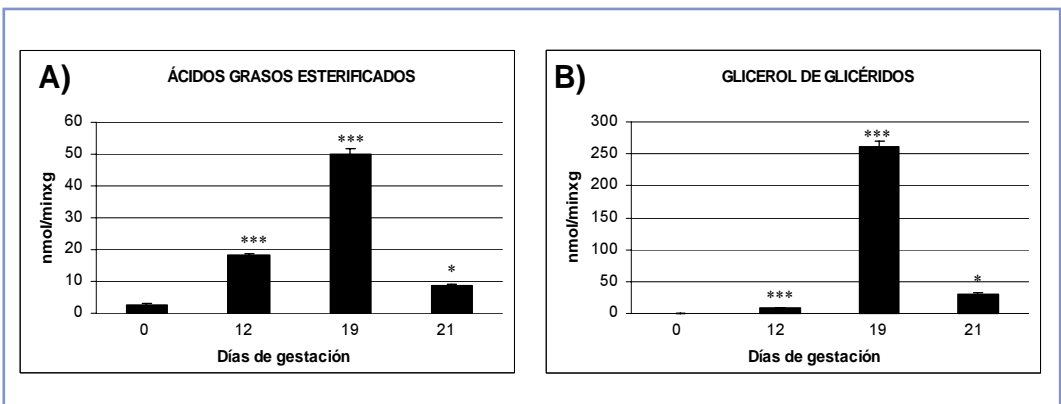 A)
ÁCIDOS GRASOS ESTERIFICADOS
60
50
40
30
20
10
0
nmol/minxg
***
***
*
0 12 19 21
Días de gestación
B)
GLICEROL DE GLICÉRIDOS
300
250
200
150
100
50
0
nmol/minxg
***
***
*
0 12 19 21
Días de gestación